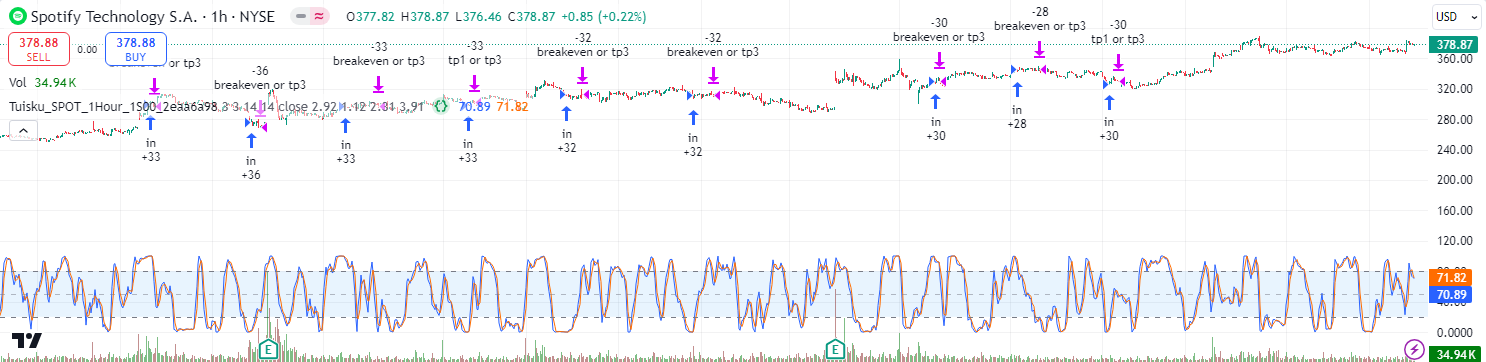 Spotify Technology S.A. · 1h · NYSE O377.82 H378.87 L376.46 C378.87 +0.85 (+0.22%)
USD
378.88 SELL
0.00
378.88 BUY
Vol 34.94 K
Tuisku_SPOT_1Hour_1500_2eaa6a98 3 3 14 14 close 2.92 1.12 2.81 3.91 70.89 71.82
breakeven or tp3
in
+33
-36
breakeven or tp3
in
+36
-33
breakeven or tp3
in
+33
-33
tp1 or tp3
in
+33
-32
breakeven or tp3
in
+32
-32
breakeven or tp3
in
+32
-30
breakeven or tp3
in
+30
-28
breakeven or tp3
in
+28
-30
tp1 or tp3
in
+30
378.87
360.00
320.00
280.00
240.00
200.00
160.00
120.00
71.82
70.89
0.0000
34.94 K
E
E